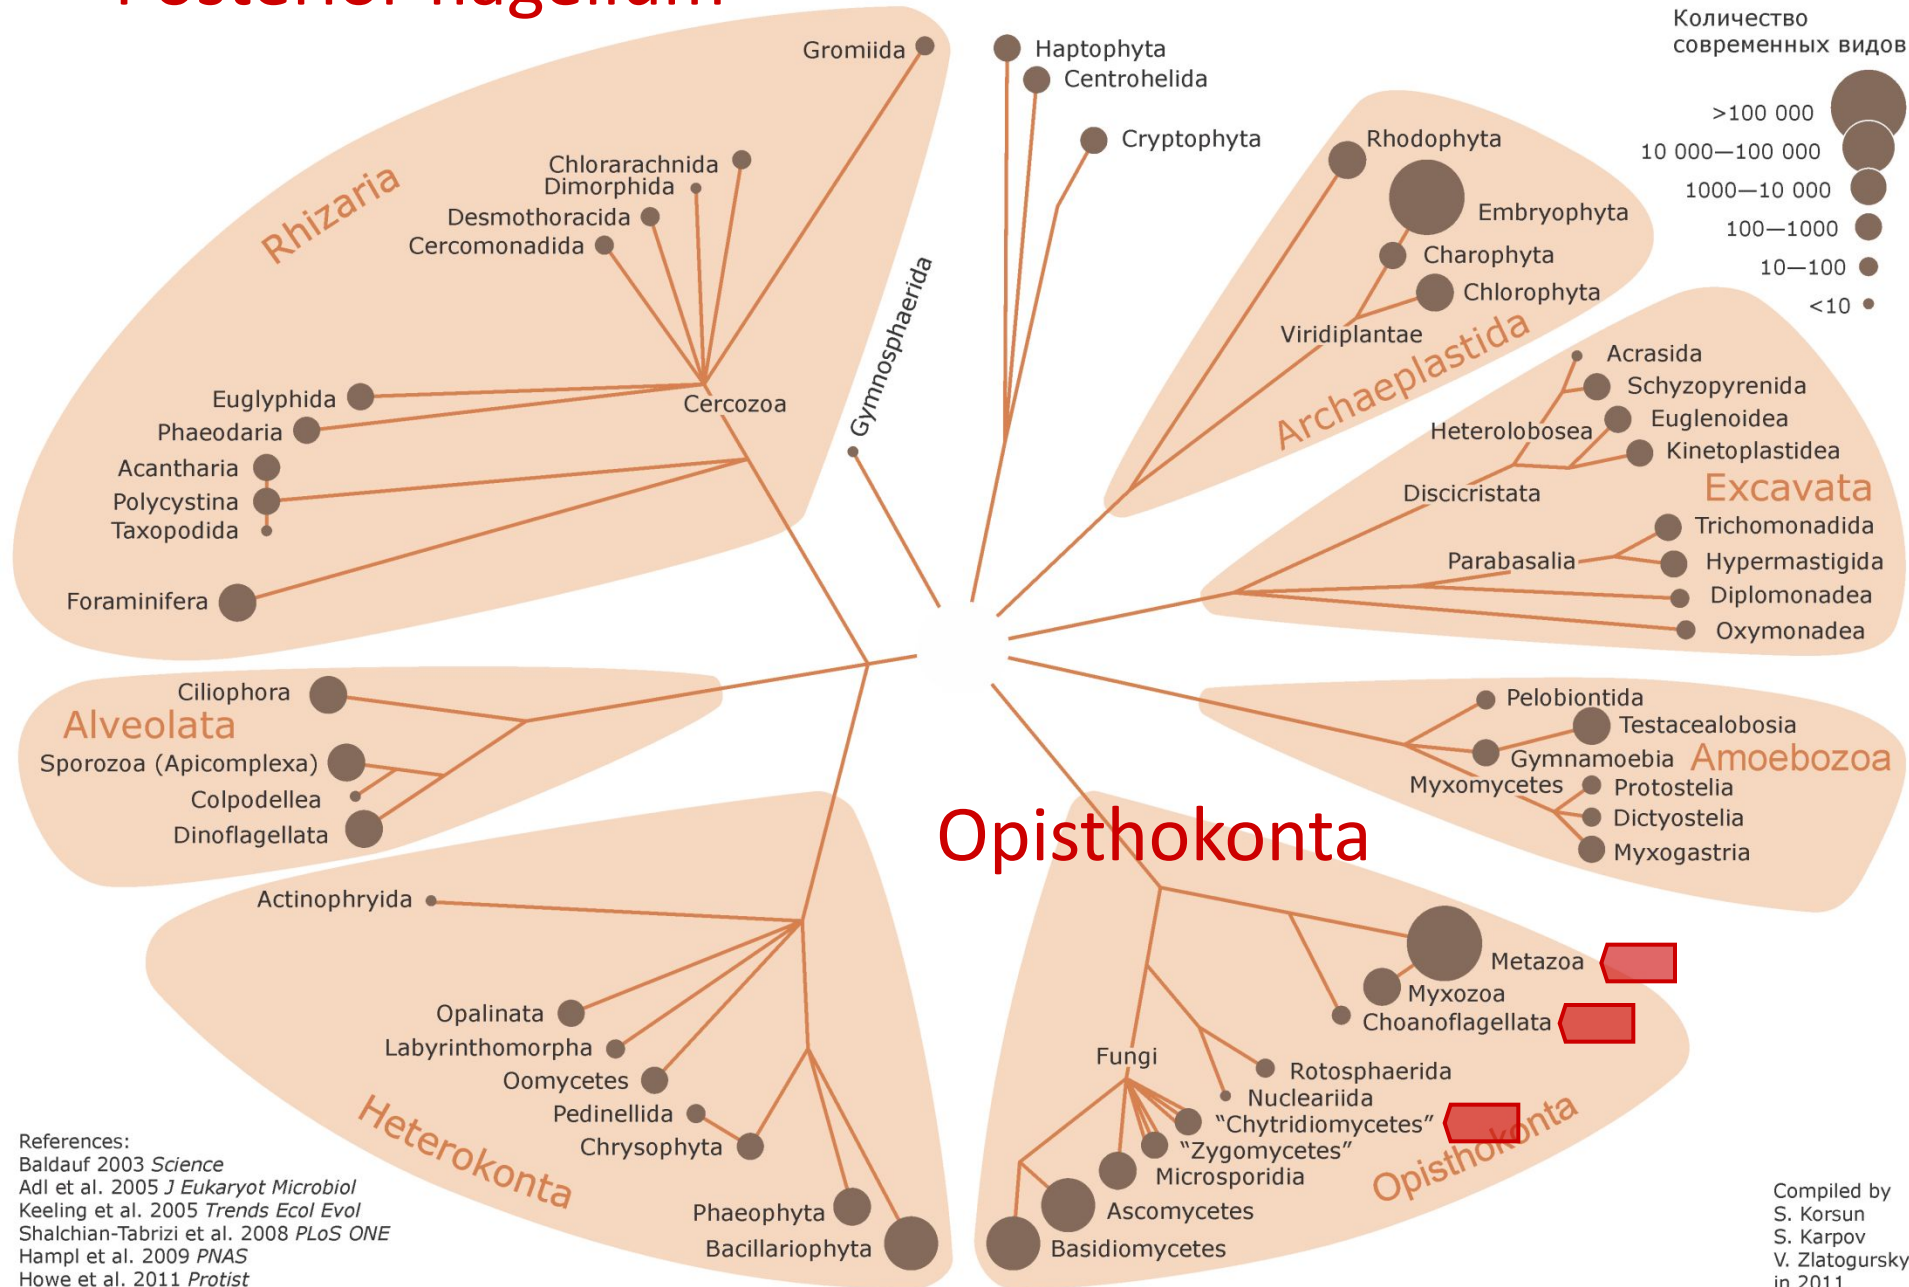 Posterior flagellum
Количество
современных видов
>100 000
10 000—100 000
1000—10 000
100—1000
10—100
<10
Gromiida
Chlorarachnida
Dimorphida
Desmothoracida
Cercomonadida
Rhizaria
Euglyphida
Phaeodaria
Cercozoa
Acantharia
Polycystina
Taxopodida
Foraminifera
Gymnosphaerida
Haptophyta
Centrohelida
Cryptophyta
Rhodophyta
Embryophyta
Charophyta
Chlorophyta
Viridiplantae
Archaeplastida
Acrasida
Schyzopyrenida
Euglenoidea
Heterolobosea
Kinetoplastidea
Discicristata
Excavata
Trichomonadida
Parabasalia
Hypermastigida
Diplomonadea
Oxymonadea
Ciliophora
Alveolata
Sporozoa (Apicomplexa)
Colpodellea
Dinoflagellata
Pelobiontida
Testacealobosia
Gymnamoebia
Amoebozoa
Myxomycetes
Protostelia
Dictyostelia
Myxogastria
Opisthokonta
Actinophryida
Opalinata
Labyrinthomorpha
Oomycetes
Pedinellida
Chrysophyta
Heterokonta
Phaeophyta
Bacillariophyta
Metazoa
Myxozoa
Choanoflagellata
Fungi
Rotosphaerida
Nucleariida
“Chytridiomycetes”
“Zygomycetes”
Microsporidia
Opisthokonta
Ascomycetes
Basidiomycetes
References:
Baldauf 2003 Science
Adl et al. 2005 J Eukaryot Microbiol
Keeling et al. 2005 Trends Ecol Evol
Shalchian-Tabrizi et al. 2008 PLoS ONE
Hampl et al. 2009 PNAS
Howe et al. 2011 Protist
Compiled by
S. Korsun
S. Karpov
V. Zlatogursky
in 2011